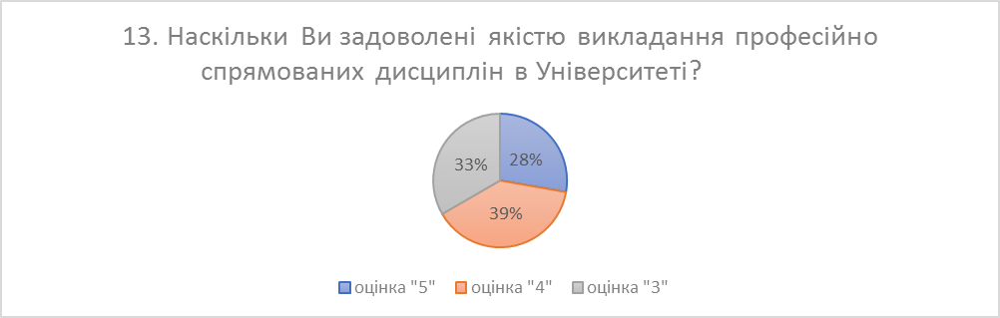 13. Наскільки Ви задоволені якістю викладання професійно
спрямованих дисциплін в Університеті?
28%
33%
39%
оцінка "5" оцінка "4" оцінка "3"